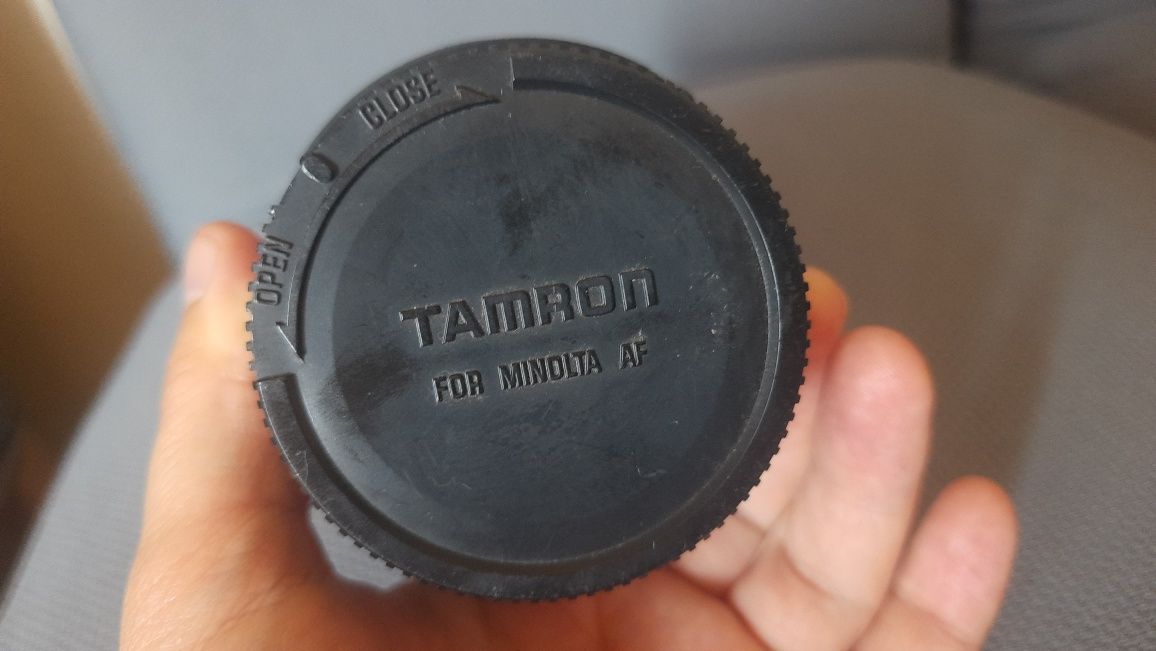 CLOSE
OPEN
TAMRON
FOR MINOLTA AF